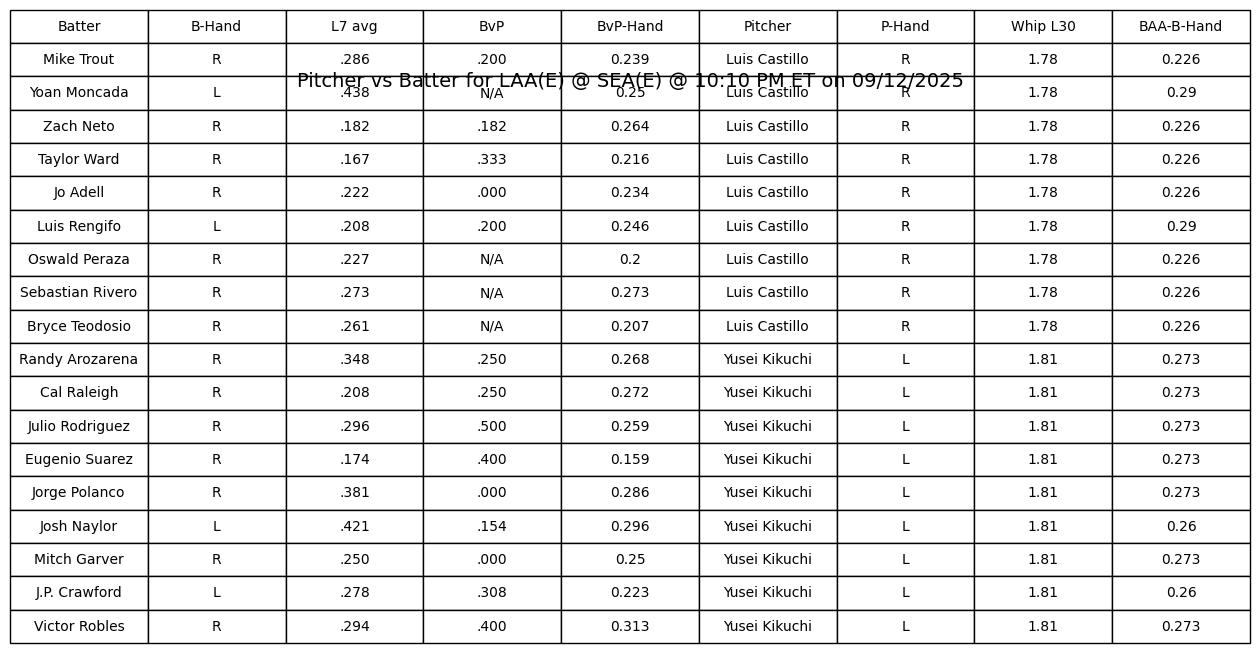 Batter B-Hand L7 avg BvP BvP-Hand Pitcher P-Hand Whip L30 BAA-B-Hand
Mike Trout R .286 .200 0.239 Luis Castillo R 1.78 0.226
Pitcher vs Batter for LAA(E) @ SEA(E) @ 10:10 PM ET on 09/12/2025
Yoan Moncada L .438 N/A 0.25 Luis Castillo R 1.78 0.29
Zach Neto R .182 .182 0.264 Luis Castillo R 1.78 0.226
Taylor Ward R .167 .333 0.216 Luis Castillo R 1.78 0.226
Jo Adell R .222 .000 0.234 Luis Castillo R 1.78 0.226
Luis Rengifo L .208 .200 0.246 Luis Castillo R 1.78 0.29
Oswald Peraza R .227 N/A 0.2 Luis Castillo R 1.78 0.226
Sebastian Rivero R .273 N/A 0.273 Luis Castillo R 1.78 0.226
Bryce Teodosio R .261 N/A 0.207 Luis Castillo R 1.78 0.226
Randy Arozarena R .348 .250 0.268 Yusei Kikuchi L 1.81 0.273
Cal Raleigh R .208 .250 0.272 Yusei Kikuchi L 1.81 0.273
Julio Rodriguez R .296 .500 0.259 Yusei Kikuchi L 1.81 0.273
Eugenio Suarez R .174 .400 0.159 Yusei Kikuchi L 1.81 0.273
Jorge Polanco R .381 .000 0.286 Yusei Kikuchi L 1.81 0.273
Josh Naylor L .421 .154 0.296 Yusei Kikuchi L 1.81 0.26
Mitch Garver R .250 .000 0.25 Yusei Kikuchi L 1.81 0.273
J.P. Crawford L .278 .308 0.223 Yusei Kikuchi L 1.81 0.26
Victor Robles R .294 .400 0.313 Yusei Kikuchi L 1.81 0.273